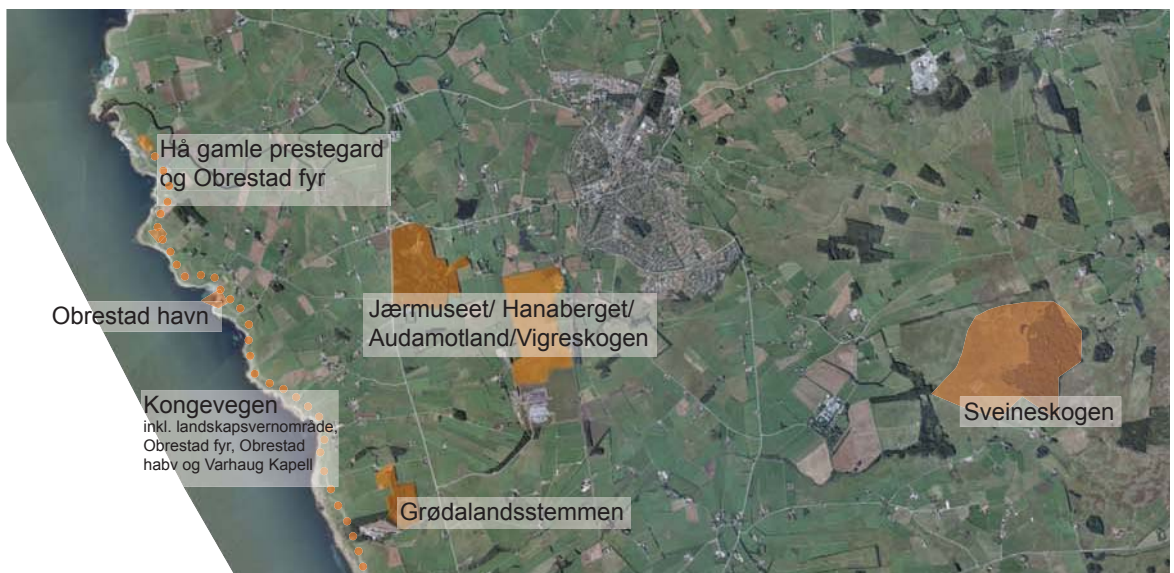 Hå gamle prestegard
og Obrestad fyr
Obrestad havn
Jærmuseet/ Hanaberget/
Audamotland/Vigreskogen
Kongevegen
inkl. landskapsvernområde,
Obrestad fyr, Obrestad
habv og Varhaug Kapell
Sveineskogen
Grødalandsstemmen